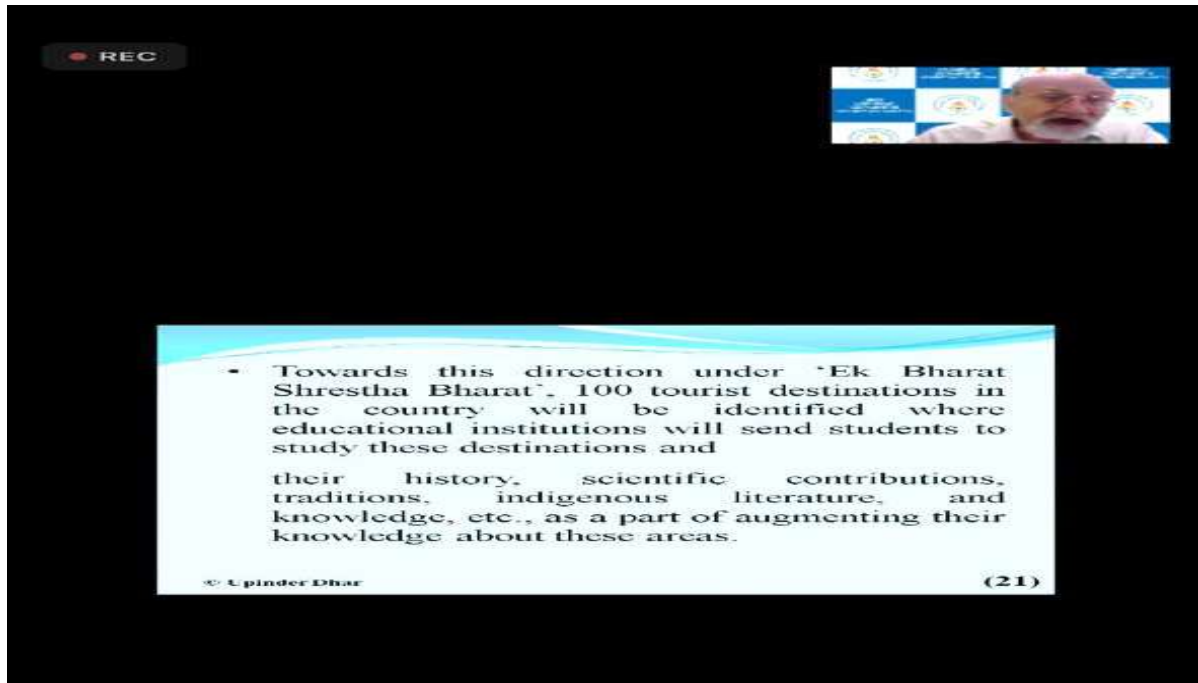 REC
• Towards this direction under ‘Ek Bharat
Shrestha Bharat’, 100 tourist destinations in
the country will be identified where
educational institutions will send students to
study these destinations and
their history, scientific contributions,
traditions, indigenous literature, and
knowledge, etc., as a part of augmenting their
knowledge about these areas.
© Upinder Dhar
(21)